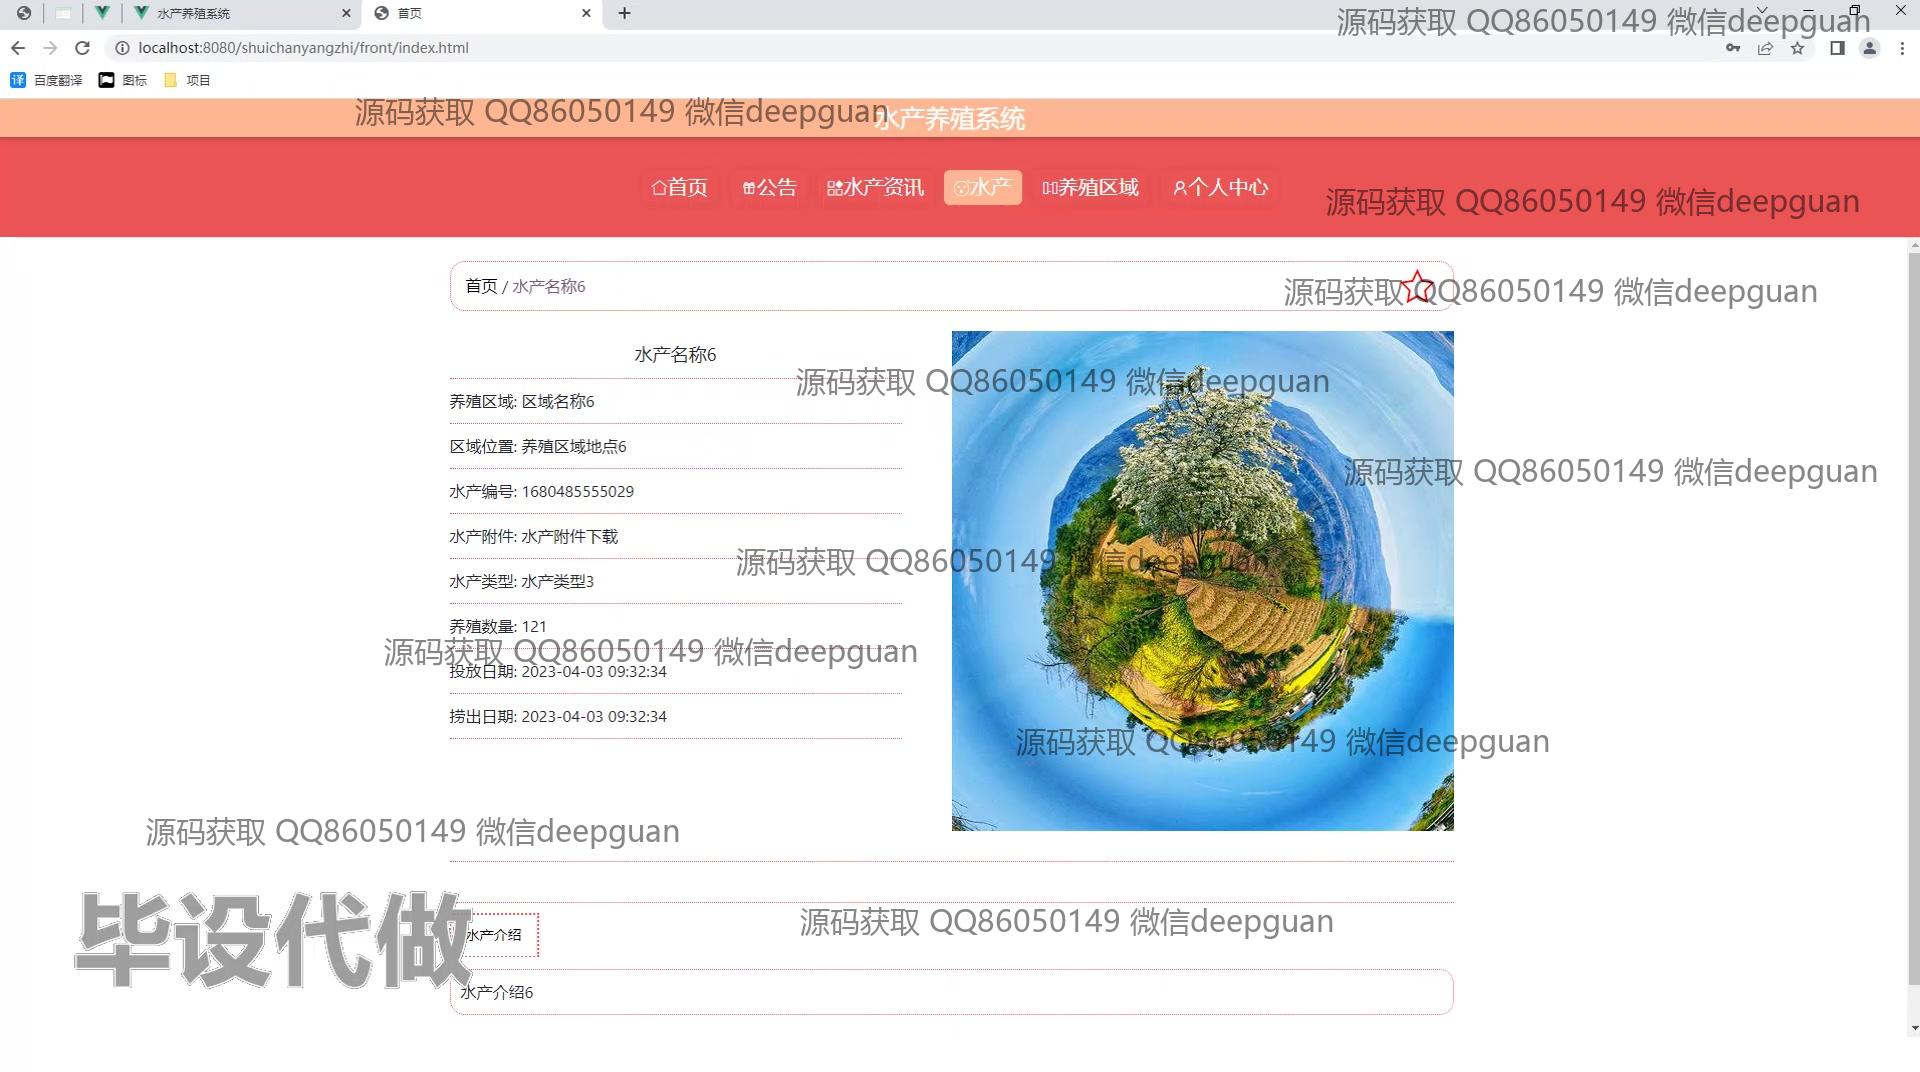 水产养殖系统
首页
源码获取 QQ86050149 微信deepguan
localhost:8080/shuichanyangzhi/front/index.html
译 百度翻译
图标
项目
源码获取 QQ86050149 微信deepguan
水产养殖系统
首页
公告
水产资讯
水产
养殖区域
个人中心
源码获取 QQ86050149 微信deepguan
首页 / 水产名称6
源码获取 QQ86050149 微信deepguan
水产名称6
源码获取 QQ86050149 微信deepguan
养殖区域: 区域名称6
区域位置: 养殖区域地点6
源码获取 QQ86050149 微信deepguan
水产编号: 1680485555029
水产附件: 水产附件下载
源码获取 QQ86050149 微信deepguan
水产类型: 水产类型3
养殖数量: 121
源码获取 QQ86050149 微信deepguan
投放日期: 2023-04-03 09:32:34
捞出日期: 2023-04-03 09:32:34
源码获取 QQ86050149 微信deepguan
源码获取 QQ86050149 微信deepguan
源码获取 QQ86050149 微信deepguan
毕设代做
水产介绍
水产介绍6